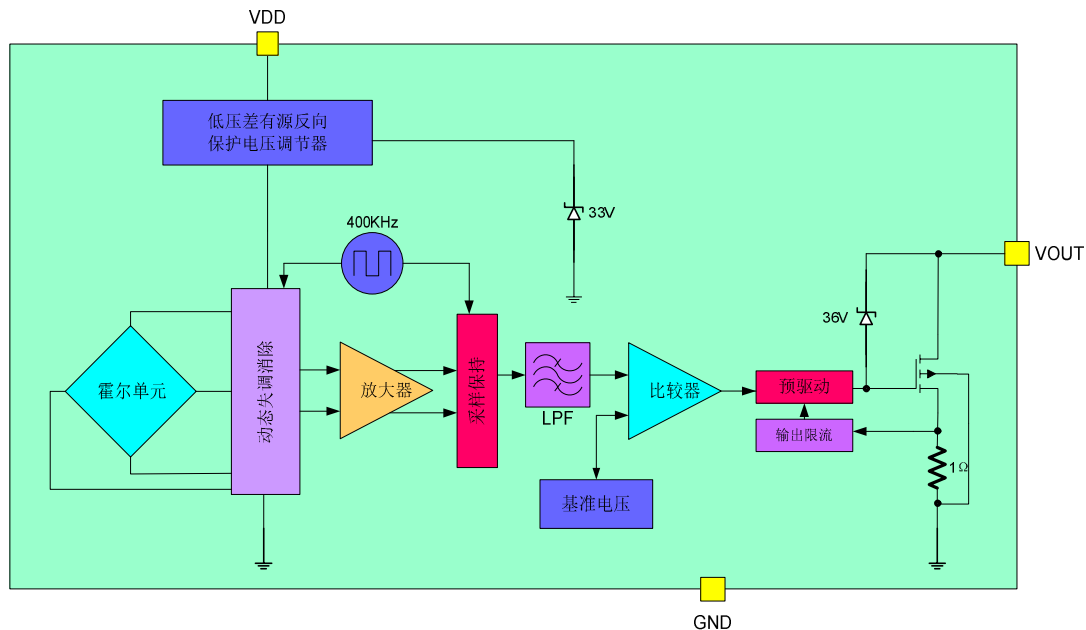 VDD
低压差有源反向
保护电压调节器
33V
400KHz
VOUT
36V
霍尔单元
动态失调消除
放大器
采样保持
LPF
比较器
预驱动
输出限流
1Ω
基准电压
GND